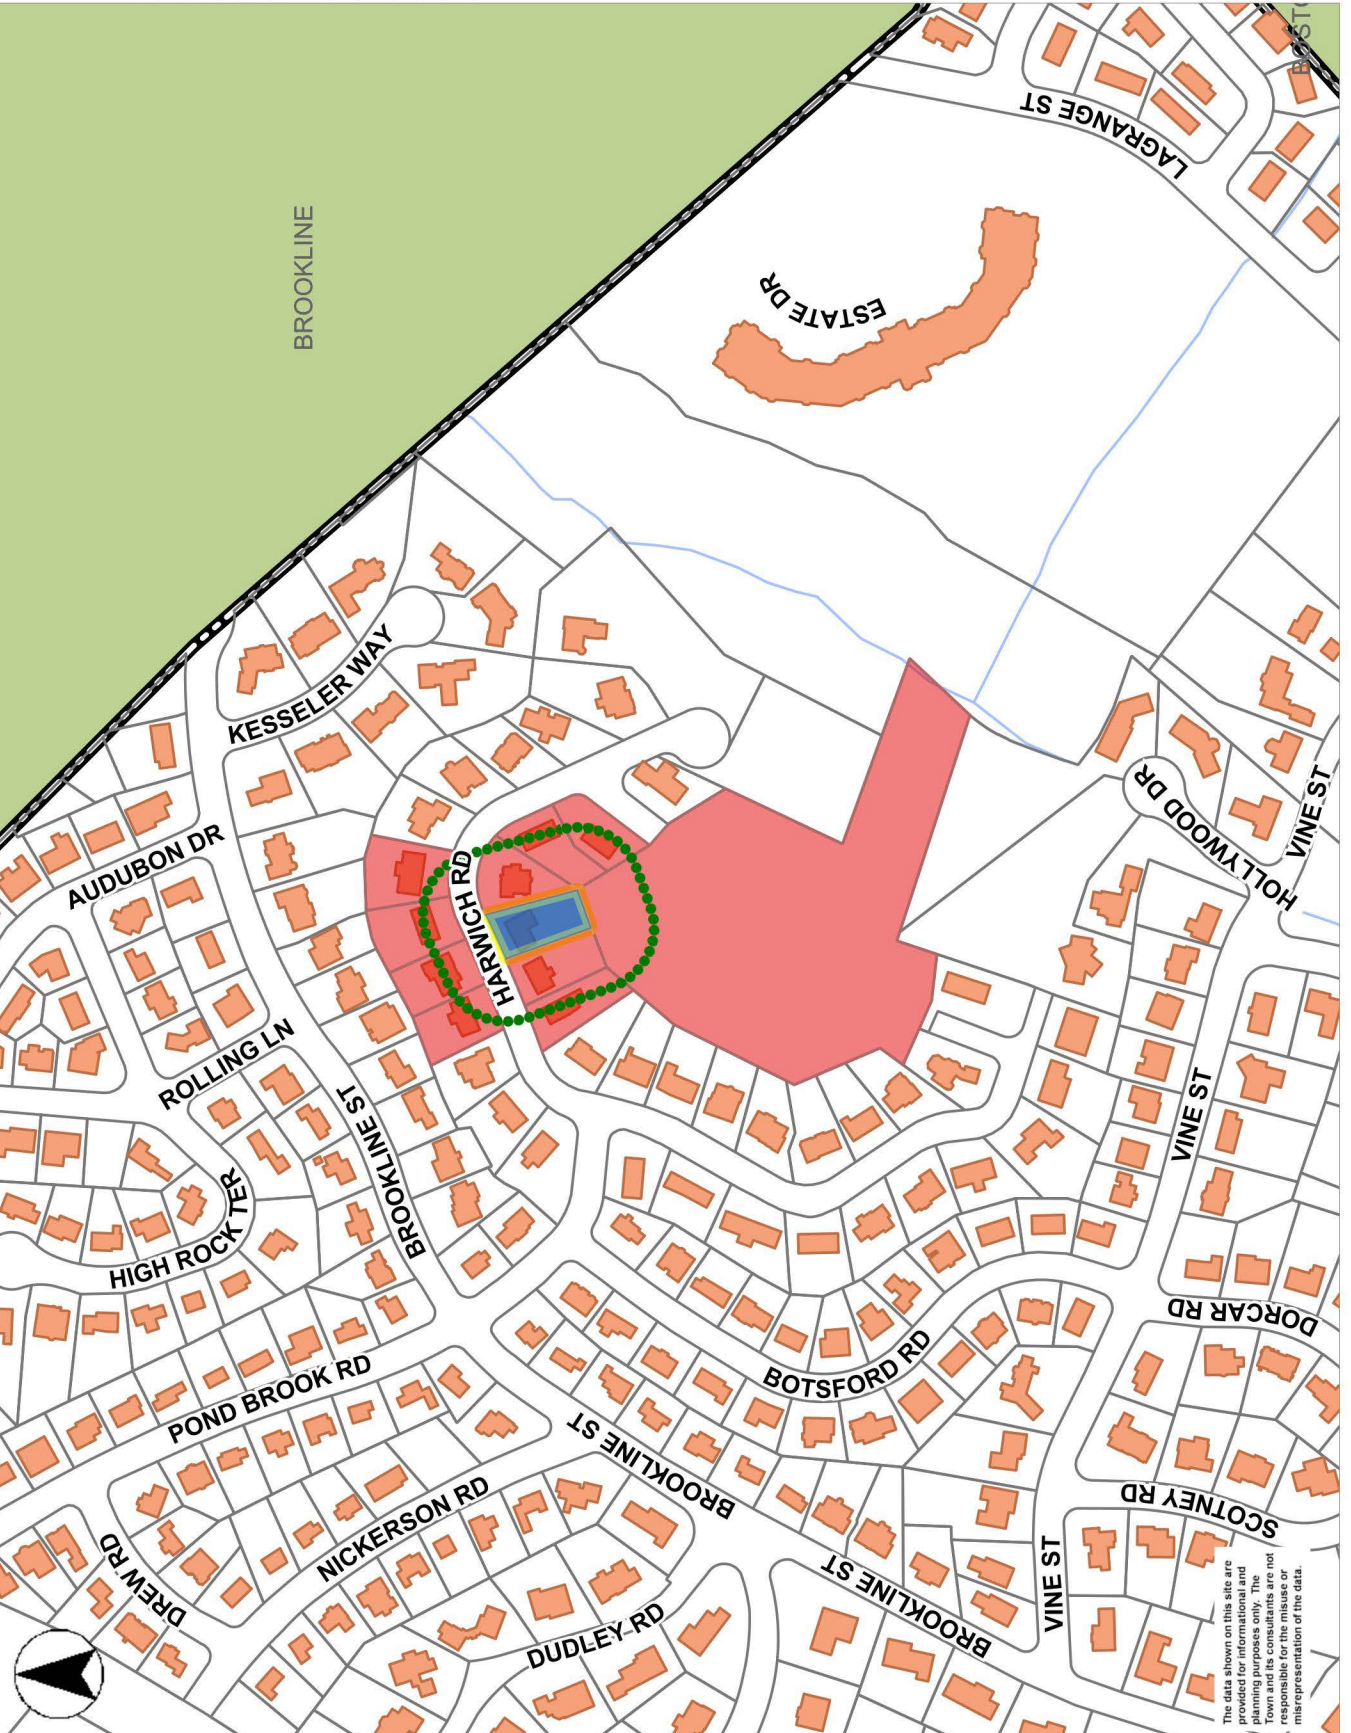 BROOKLINE
LAGRANGE ST
ESTATE DR
KESSELER WAY
AUDUBON DR
HARWICH RD
HOLLYWOOD DR
VINE ST
ROLLING LN
BROOKLINE ST
VINE ST
HIGH ROCK TER
DORCAR RD
POND BROOK RD
BOTSFORD RD
BROOKLINE ST
NICKERSON RD
SCOTNEY RD
DREW RD
BROOKLINE ST
VINE ST
DUDLEY RD
The data shown on this site are
provided for informational and
planning purposes only. The
Town and its consultants are not
responsible for the misuse or
misrepresentation of the data.